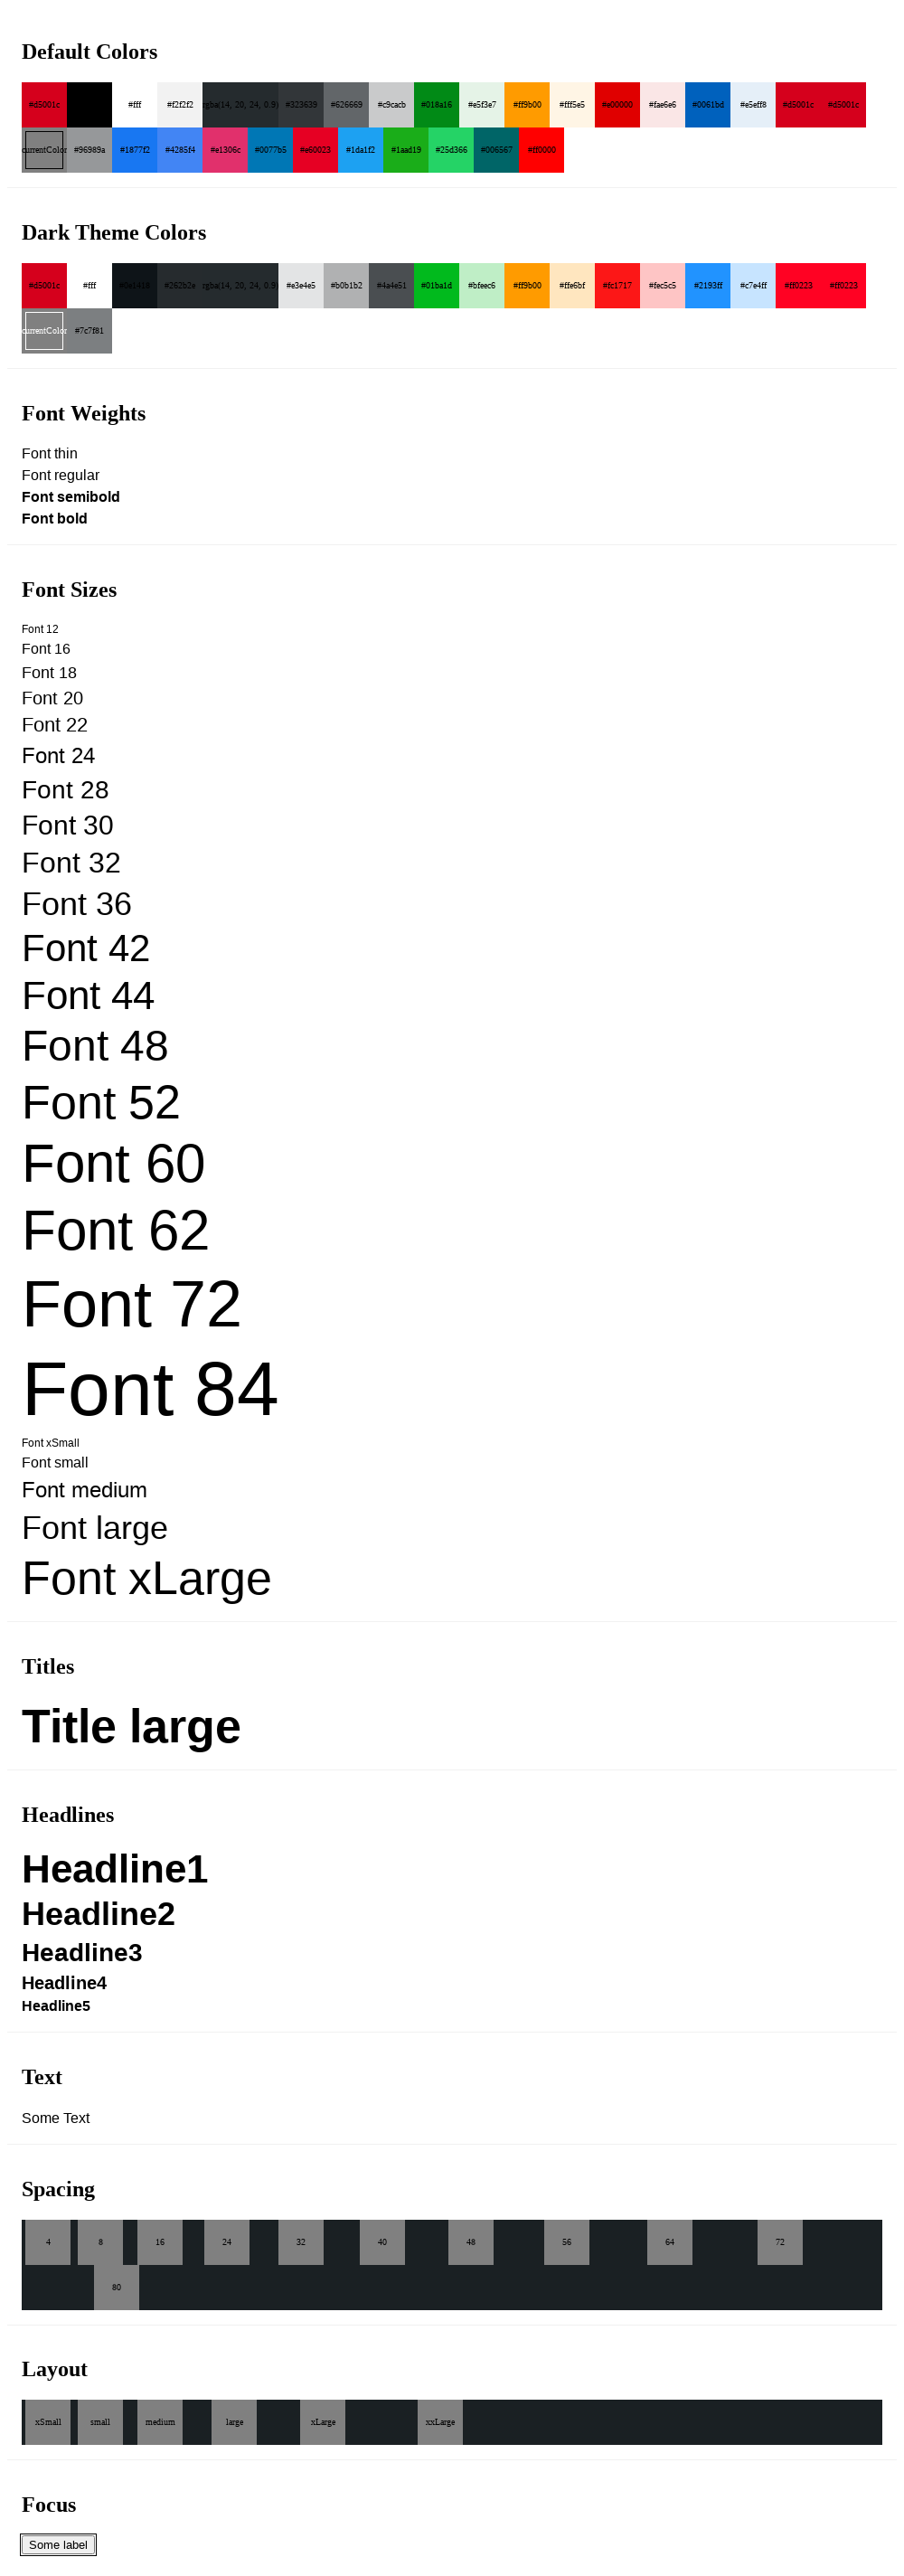 Default Colors
#d5001c #fff #f2f2f2 rgba(14, 20, 24, 0.9) #323639 #626669 #c9cacb #018a16 #e5f3e7 #ff9b00 #fff5e5 #e00000 #fae6e6 #0061bd #e5eff8 #d5001c #d5001c
currentColor #96989a #1877f2 #4285f4 #e1306c #0077b5 #e60023 #1da1f2 #1aad19 #25d366 #006567 #ff0000
Dark Theme Colors
#d5001c #fff #0e1418 #262b2e rgba(14, 20, 24, 0.9) #e3e4e5 #b0b1b2 #4a4e51 #01ba1d #bfeec6 #ff9b00 #ffe6bf #fc1717 #fec5c5 #2193ff #c7e4ff #ff0223 #ff0223
currentColor #7c7f81
Font Weights
Font thin
Font regular
Font semibold
Font bold
Font Sizes
Font 12
Font 16
Font 18
Font 20
Font 22
Font 24
Font 28
Font 30
Font 32
Font 36
Font 42
Font 44
Font 48
Font 52
Font 60
Font 62
Font 72
Font 84
Font xSmall
Font small
Font medium
Font large
Font xLarge
Titles
Title large
Headlines
Headline1
Headline2
Headline3
Headline4
Headline5
Text
Some Text
Spacing
4 8 16 24 32 40 48 56 64 72
80
Layout
xSmall small medium large xLarge xxLarge
Focus
Some label